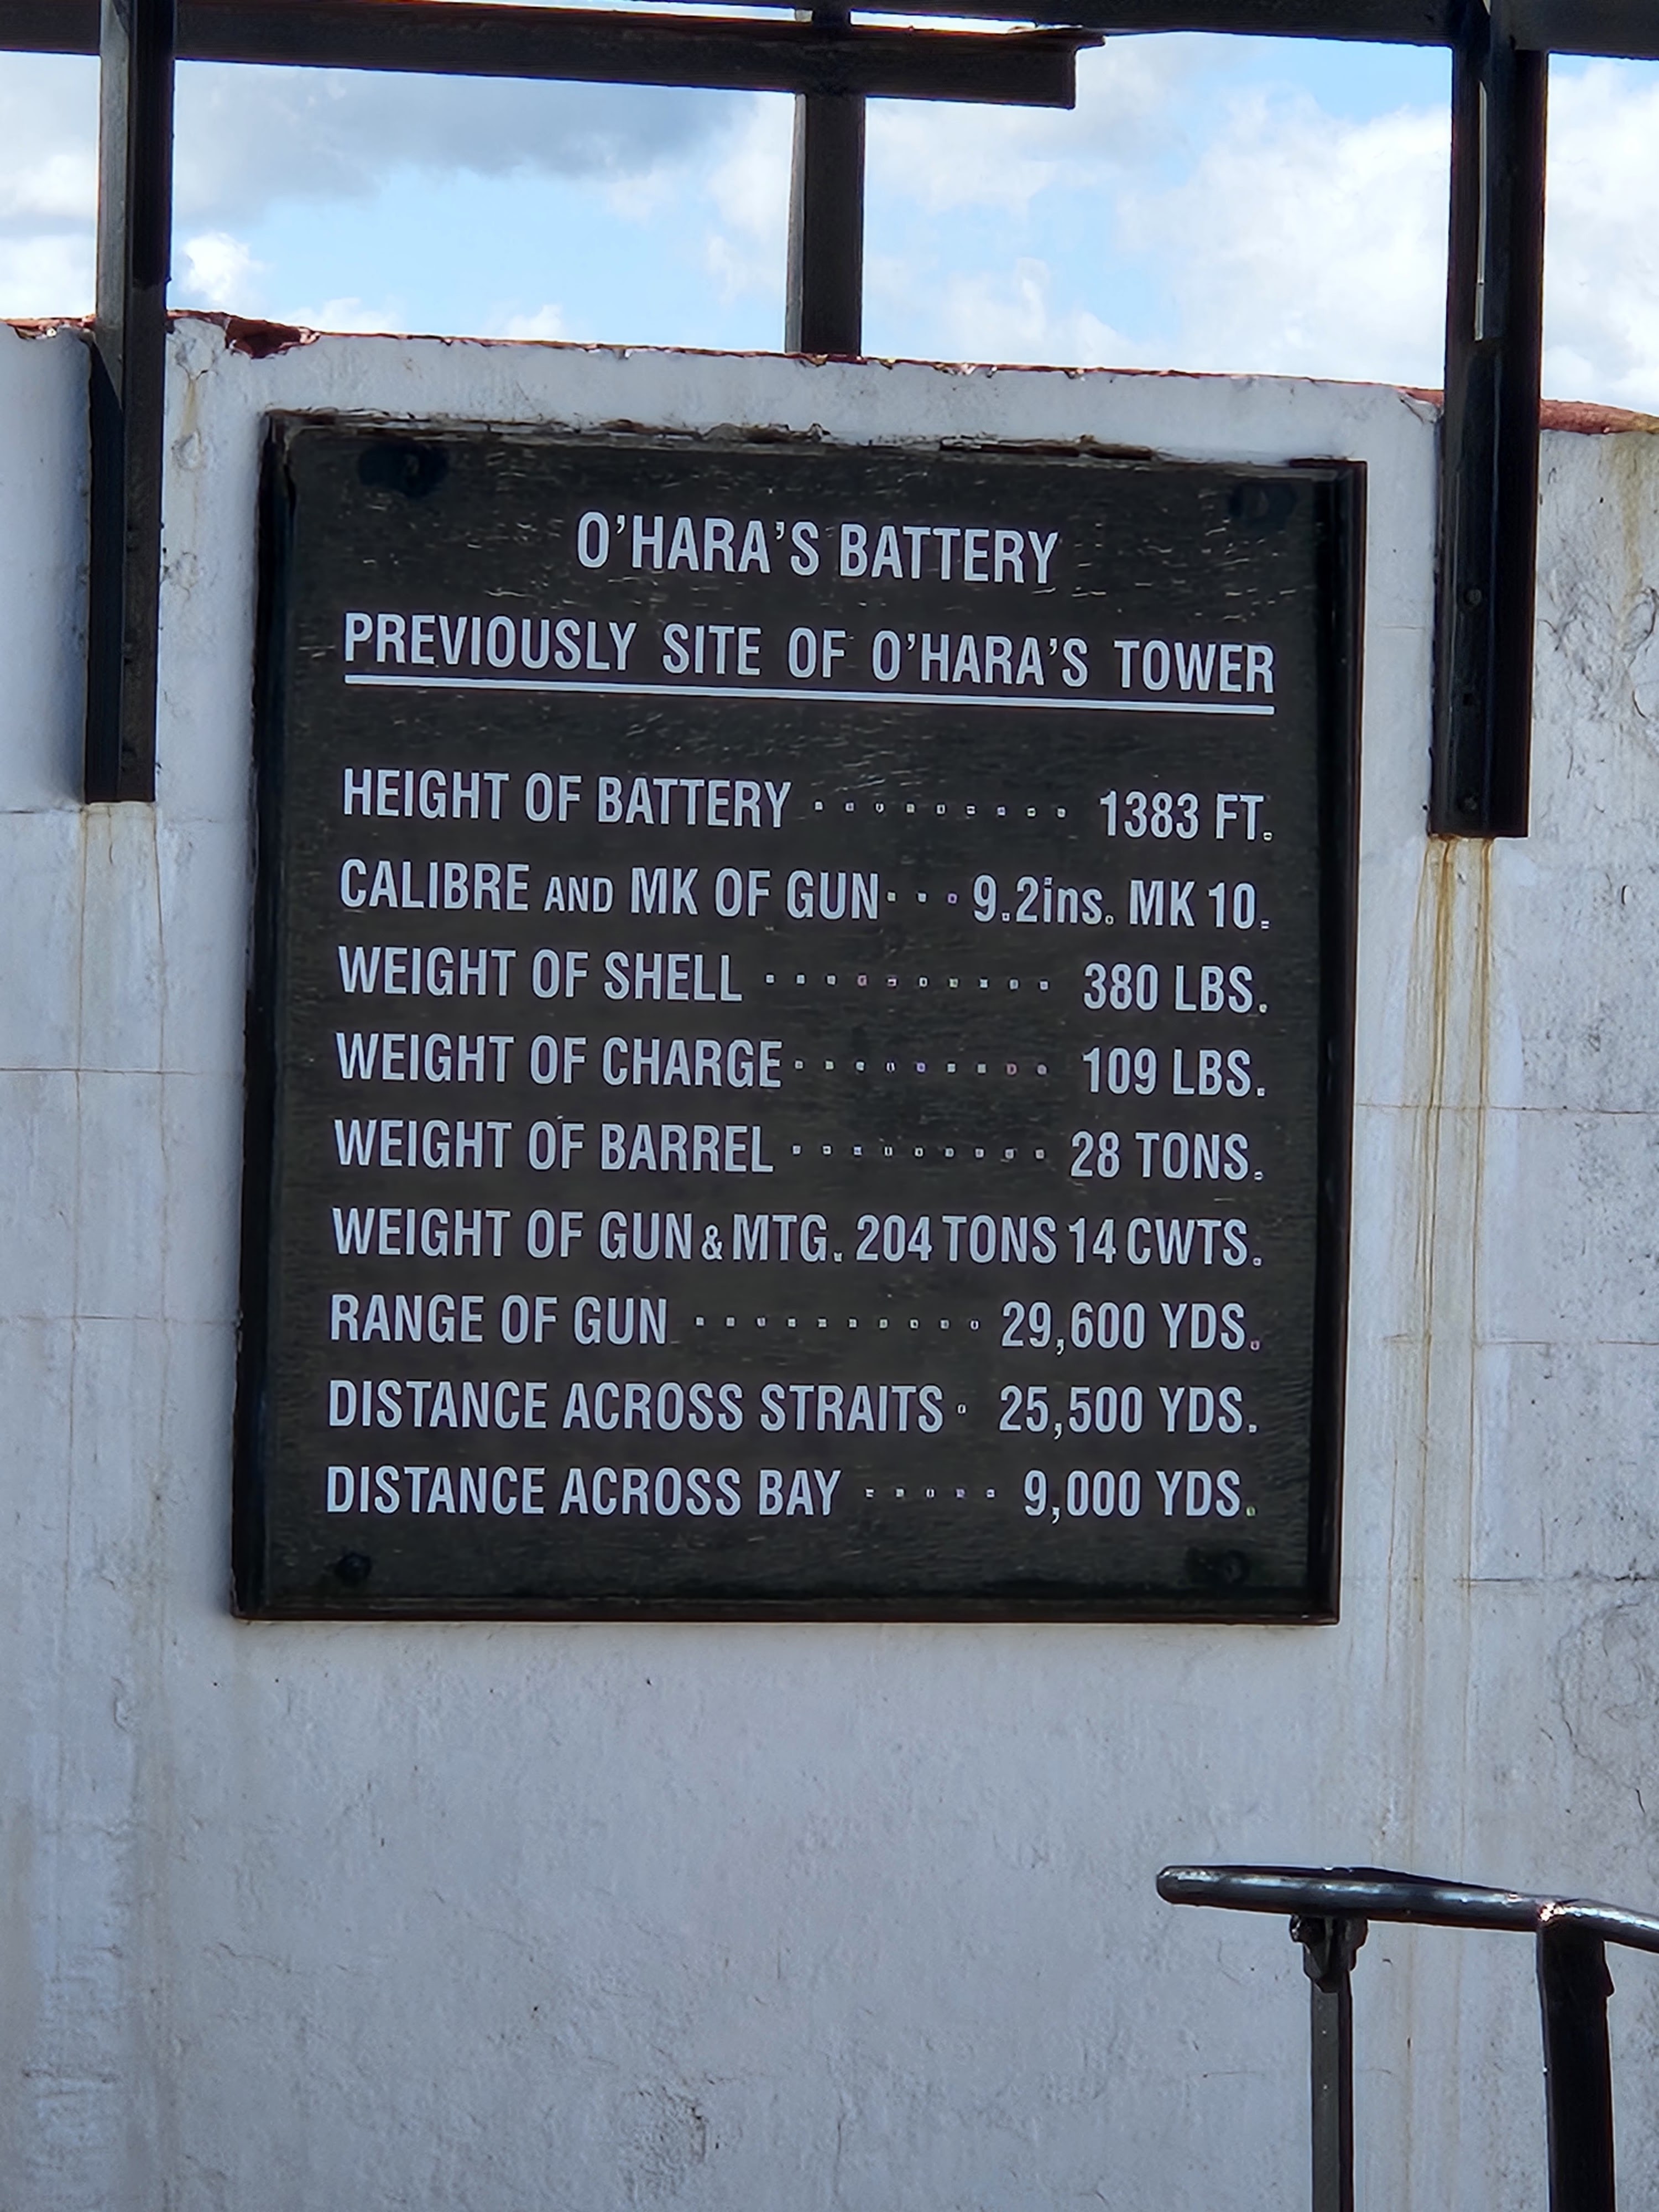 O'HARA'S BATTERY
PREVIOUSLY SITE OF O'HARA'S TOWER
HEIGHT OF BATTERY · · · · · · · · · 1383 FT.
CALIBRE AND MK OF GUN · · · 9.2ins. MK 10.
WEIGHT OF SHELL · · · · · · · · · · 380 LBS.
WEIGHT OF CHARGE · · · · · · · · · 109 LBS.
WEIGHT OF BARREL · · · · · · · · · 28 TONS.
WEIGHT OF GUN & MTG. 204 TONS 14 CWTS.
RANGE OF GUN · · · · · · · · · · 29,600 YDS.
DISTANCE ACROSS STRAITS · 25,500 YDS.
DISTANCE ACROSS BAY · · · · · 9,000 YDS.